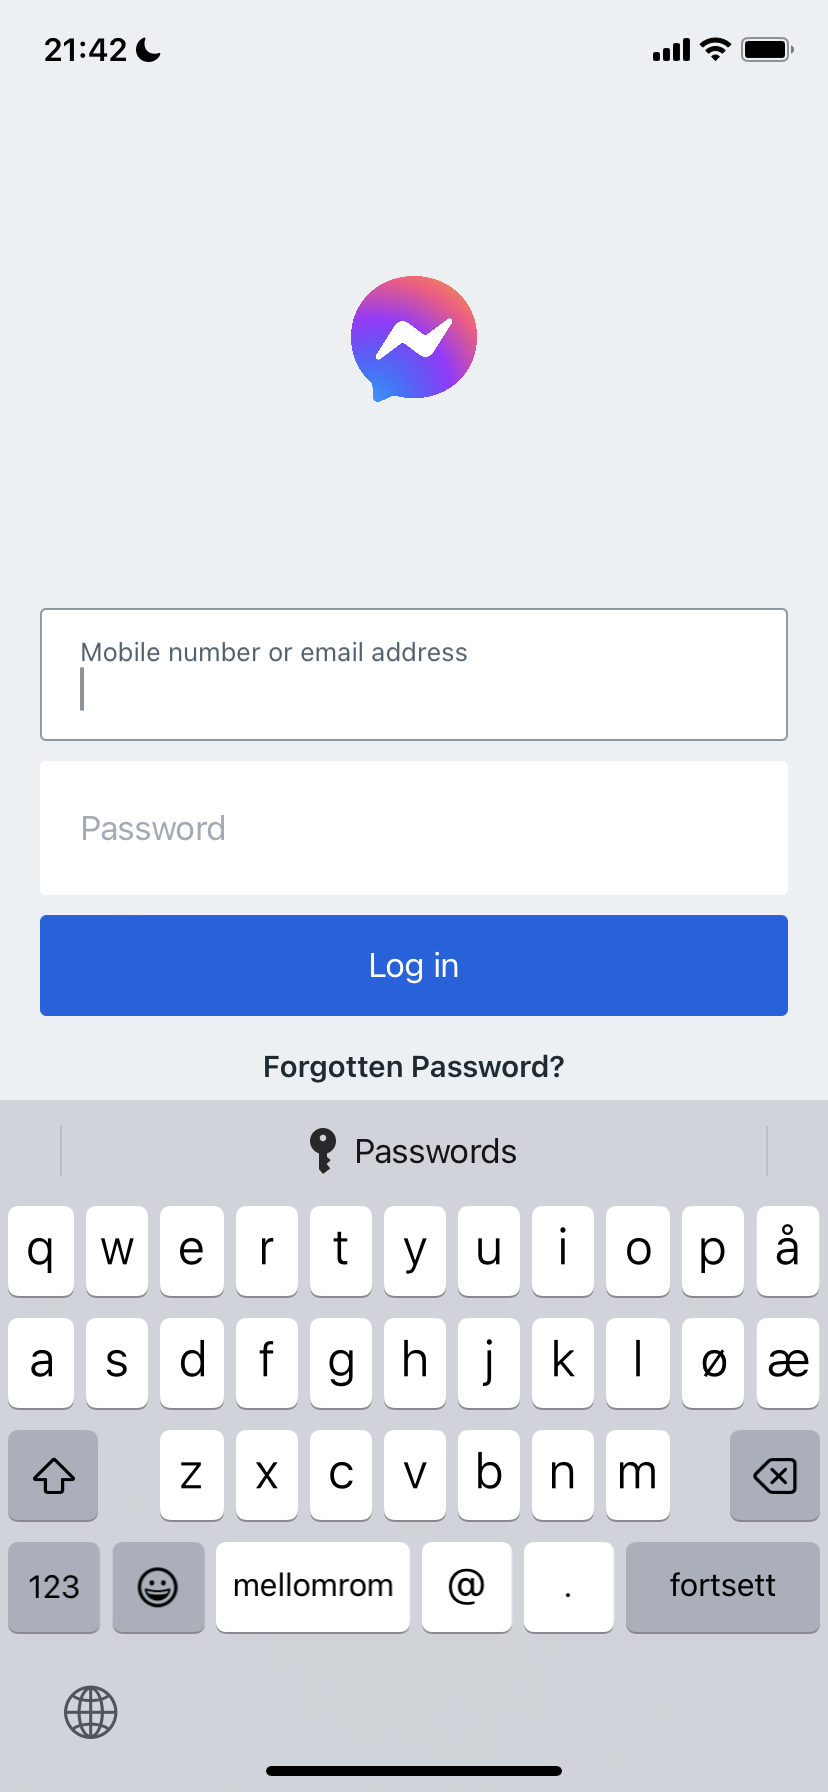 21:42
Mobile number or email address
Password
Log in
Forgotten Password?
Passwords
q w e r t y u i o p å
a s d f g h j k l ø æ
z x c v b n m
123 mellomrom @ . fortsett